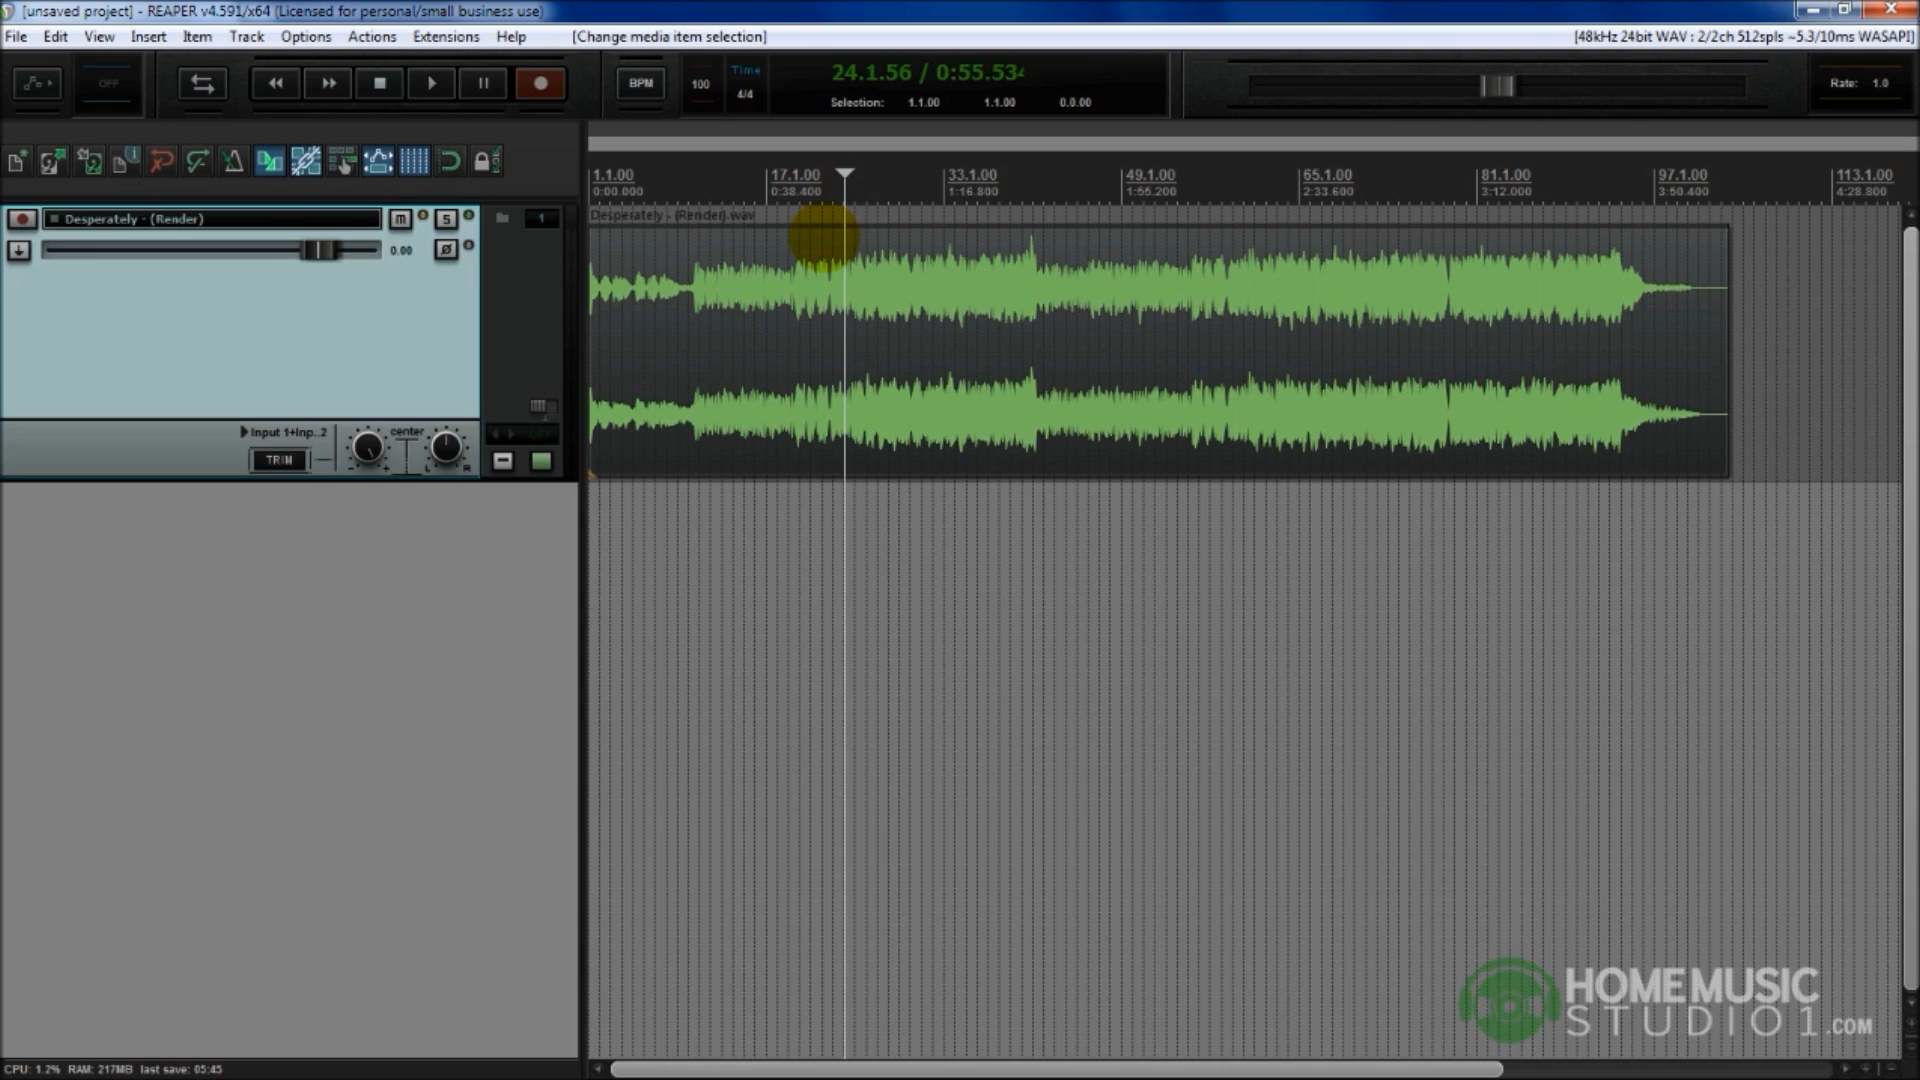 [unsaved project] - REAPER v4.591/x64 (Licensed for personal/small business use)
File Edit View Insert Item Track Options Actions Extensions Help [Change media item selection] [48kHz 24bit WAV : 2/2ch 512spls ~5.3/10ms WASAPI]
OFF
BPM 100 Time 4/4
24.1.56 / 0:55.534
Selection: 1.1.00 1.1.00 0.0.00
Rate: 1.0
1.1.00 17.1.00 33.1.00 49.1.00 65.1.00 81.1.00 97.1.00 113.1.00
0:00.000 0:38.400 1:16.800 1:55.200 2:33.600 3:12.000 3:50.400 4:28.800
Desperately - (Render) m S 1
Desperately - (Render).wav
0.00 Ø
Input 1+Inp..2 center
TRIM - + L R
HOMEMUSIC
STUDIO1.COM
CPU: 1.2% RAM: 217MB last save: 05:45